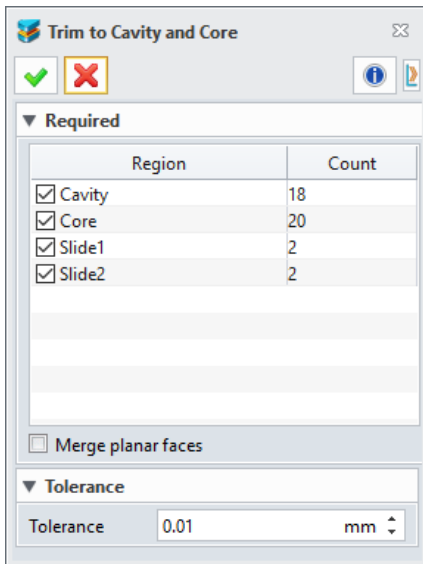 Trim to Cavity and Core
Required
Region Count
Cavity 18
Core 20
Slide1 2
Slide2 2
Merge planar faces
Tolerance
Tolerance 0.01 mm